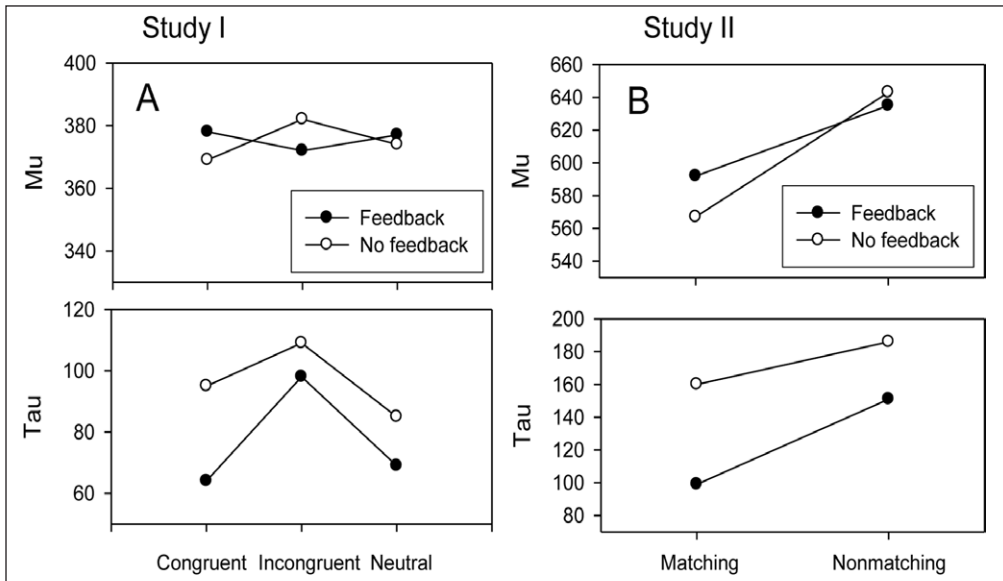 Study I
Study II
400
A
380
Mu
360
340
Feedback
No feedback
660
640
B
620
Mu
600
580
560
540
Feedback
No feedback
120
100
Tau
80
60
Congruent Incongruent Neutral
200
180
160
Tau
140
120
100
80
Matching Nonmatching